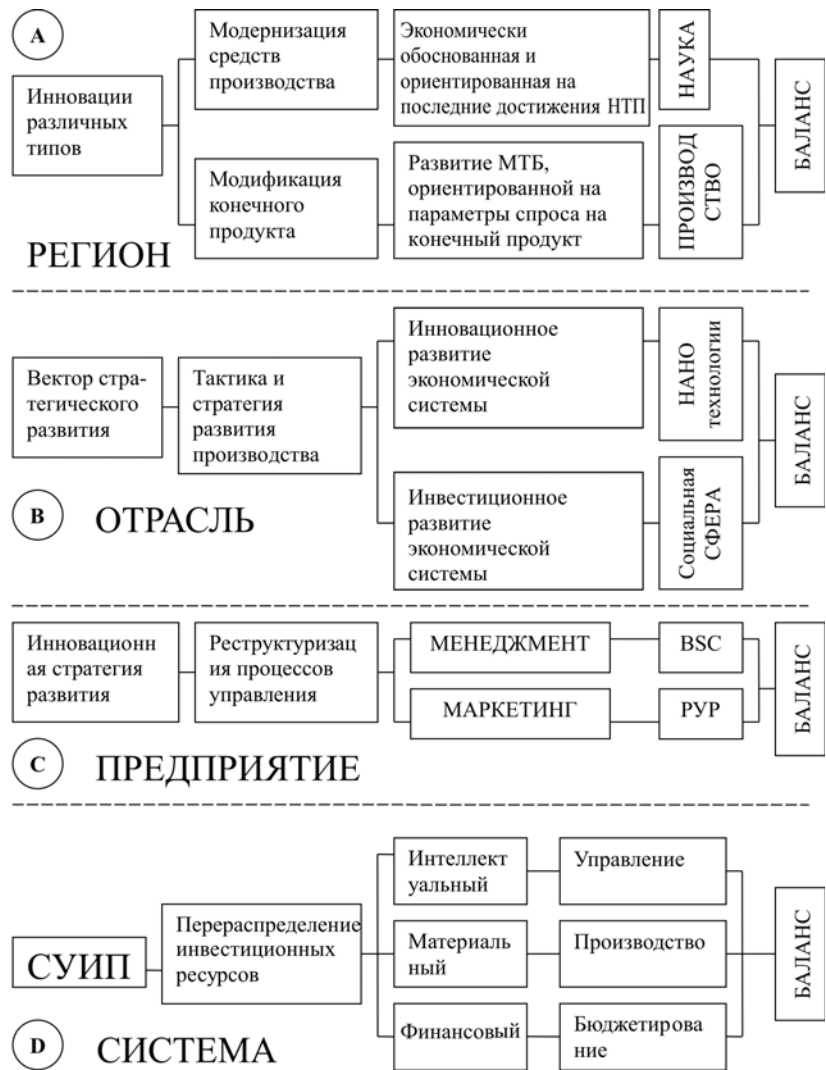 A
Инновации
различных
типов
Модернизация
средств
производства
Экономически
обоснованная и
ориентированная на
последние достижения НТП
НАУКА
Модификация
конечного
продукта
Развитие МТБ,
ориентированной на
параметры спроса на
конечный продукт
ПРОИЗВОД
СТВО
БАЛАНС
РЕГИОН
Вектор стра-
тегического
развития
Тактика и
стратегия
развития
производства
Инновационное
развитие
экономической
системы
НАНО
технологии
Инвестиционное
развитие
экономической
системы
Социальная
СФЕРА
БАЛАНС
B
ОТРАСЛЬ
Инновационн
ая стратегия
развития
Реструктуризац
ия процессов
управления
МЕНЕДЖМЕНТ
BSC
МАРКЕТИНГ
РУР
БАЛАНС
C
ПРЕДПРИЯТИЕ
СУИП
Перераспределение
инвестиционных
ресурсов
Интеллект
уальный
Управление
Материаль
ный
Производство
Финансовый
Бюджетирова
ние
БАЛАНС
D
СИСТЕМА